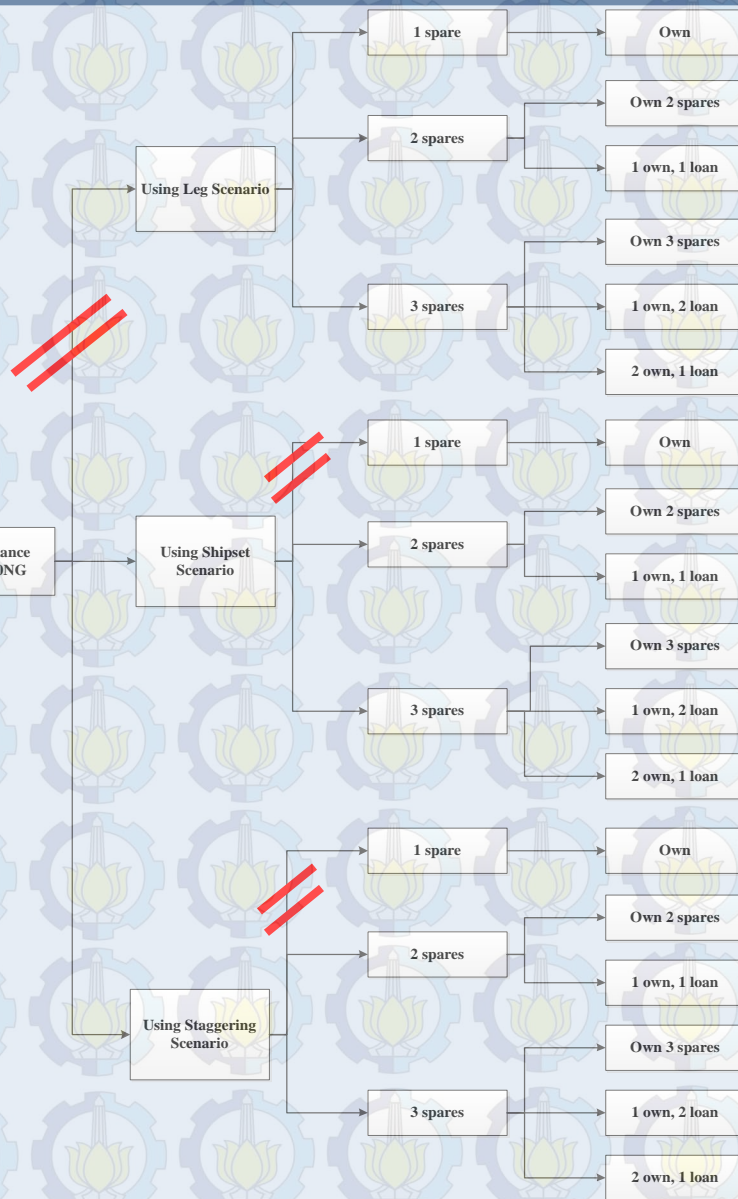 1 spare
Own
Own 2 spares
2 spares
1 own, 1 loan
Using Leg Scenario
Own 3 spares
3 spares
1 own, 2 loan
2 own, 1 loan
1 spare
Own
Own 2 spares
ance
0NG
Using Shipset
Scenario
2 spares
1 own, 1 loan
Own 3 spares
3 spares
1 own, 2 loan
2 own, 1 loan
1 spare
Own
Own 2 spares
2 spares
1 own, 1 loan
Using Staggering
Scenario
Own 3 spares
3 spares
1 own, 2 loan
2 own, 1 loan